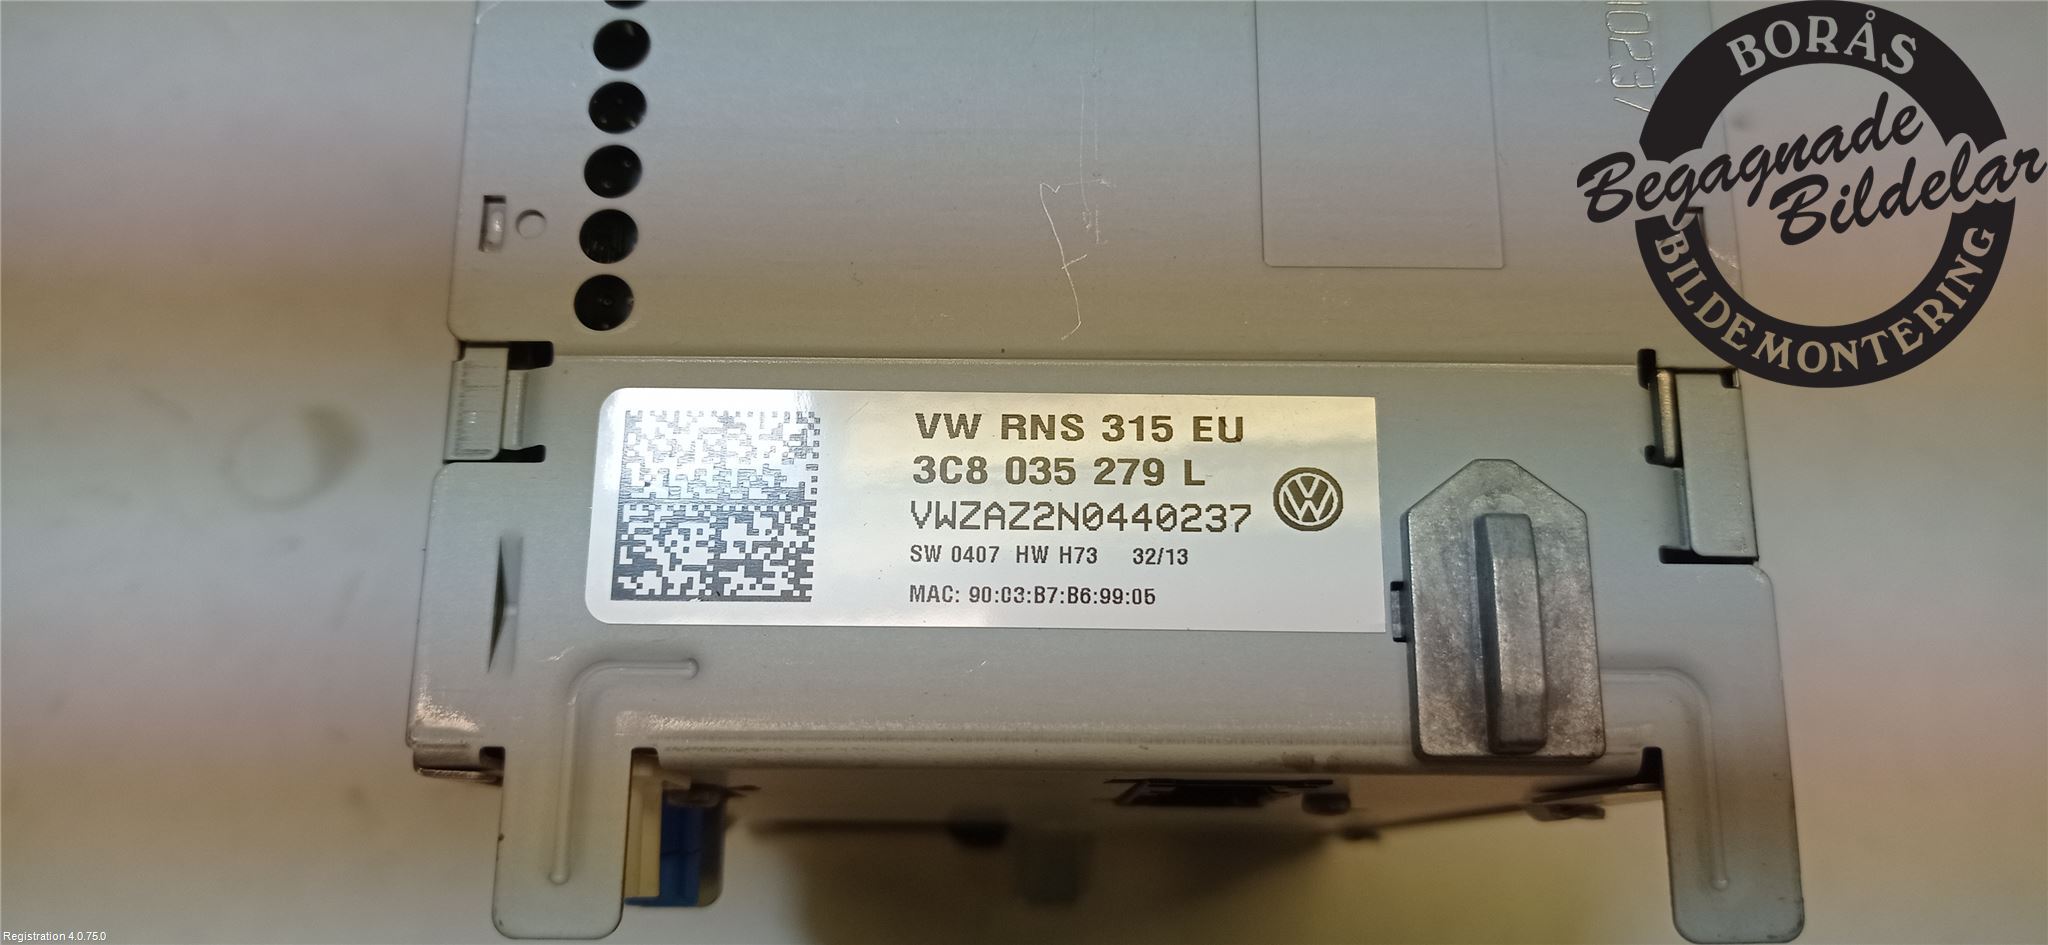 10237
BORÅS
Begagnade
Bildelar
BILDEMONTERING
VW RNS 315 EU
3C8 035 279 L
VWZAZ2N0440237
SW 0407 HW H73 32/13
MAC: 90:03:B7:B6:99:05
Registration 4.0.75.0